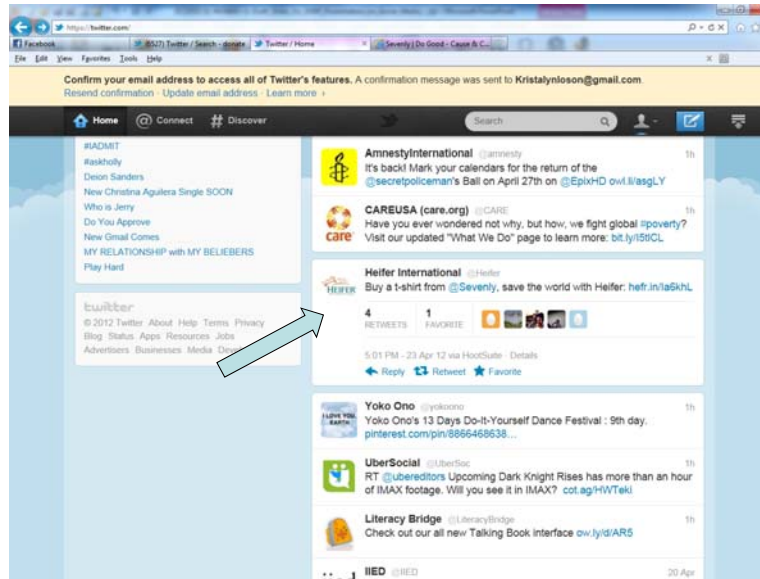 https://twitter.com/
Facebook
(6527) Twitter / Search - donate
Twitter / Home
Sevenly | Do Good - Cause & C...
File Edit View Favorites Tools Help
Confirm your email address to access all of Twitter's features. A confirmation message was sent to Kristalynloson@gmail.com.
Resend confirmation · Update email address · Learn more ›
Home
@ Connect
# Discover
Search
#IADMIT
#askholly
Deion Sanders
New Christina Aguilera Single SOON
Who is Jerry
Do You Approve
New Gmail Comes
MY RELATIONSHIP with MY BELIEBERS
Play Hard
twitter
© 2012 Twitter About Help Terms Privacy
Blog Status Apps Resources Jobs
Advertisers Businesses Media
AmnestyInternational @amnesty 1h
It's back! Mark your calendars for the return of the
@secretpoliceman's Ball on April 27th on @EpixHD owl.li/asgLY
care
CAREUSA (care.org) @CARE 1h
Have you ever wondered not why, but how, we fight global #poverty?
Visit our updated "What We Do" page to learn more: bit.ly/I5tlCL
HEIFER
Heifer International @Heifer
Buy a t-shirt from @Sevenly, save the world with Heifer: hefr.in/Ia6khL
4 1
RETWEETS FAVORITE
5:01 PM - 23 Apr 12 via HootSuite · Details
Reply Retweet Favorite
I LOVE YOU
EARTH
Yoko Ono @yokoono 1h
Yoko Ono's 13 Days Do-It-Yourself Dance Festival : 9th day.
pinterest.com/pin/8866468638…
UberSocial @UberSoc 1h
RT @ubereditors Upcoming Dark Knight Rises has more than an hour
of IMAX footage. Will you see it in IMAX? cot.ag/HWTeki
Literacy Bridge @LiteracyBridge 1h
Check out our all new Talking Book interface ow.ly/d/AR5
IIED @IIED 20 Apr